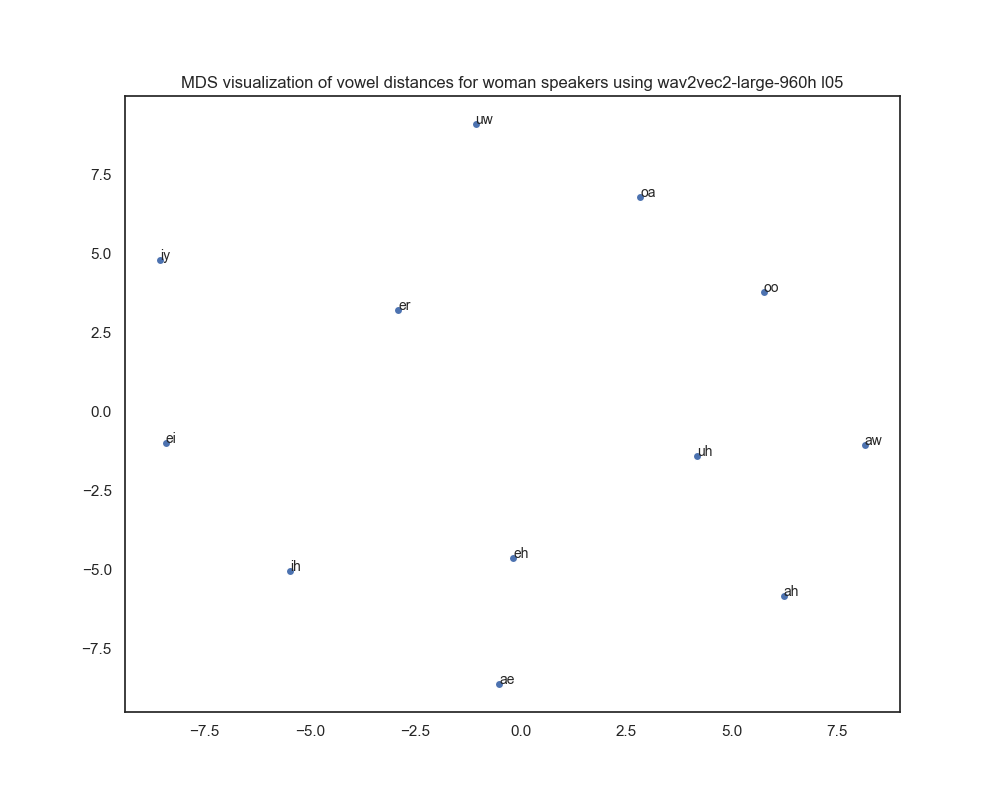 MDS visualization of vowel distances for woman speakers using wav2vec2-large-960h l05
uw
7.5
oa
5.0
iy
oo
er
2.5
0.0
ei
aw
uh
−2.5
eh
−5.0
ih
ah
−7.5
ae
−7.5
−5.0
−2.5
0.0
2.5
5.0
7.5